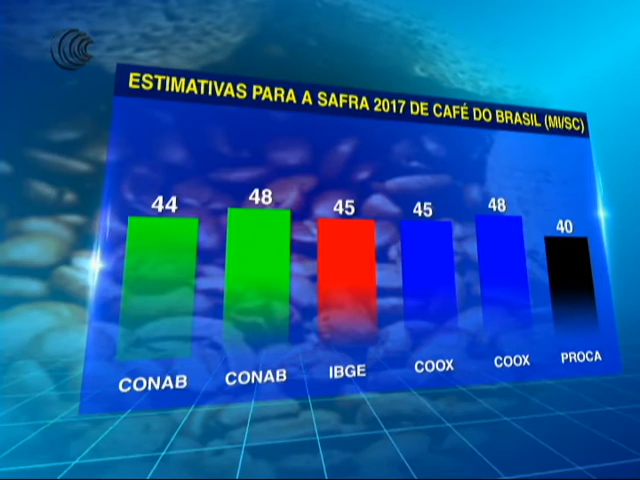 ESTIMATIVAS PARA A SAFRA 2017 DE CAFÉ DO BRASIL (MI/SC)
44 48 45 45 48 40
CONAB CONAB IBGE COOX COOX PROCA